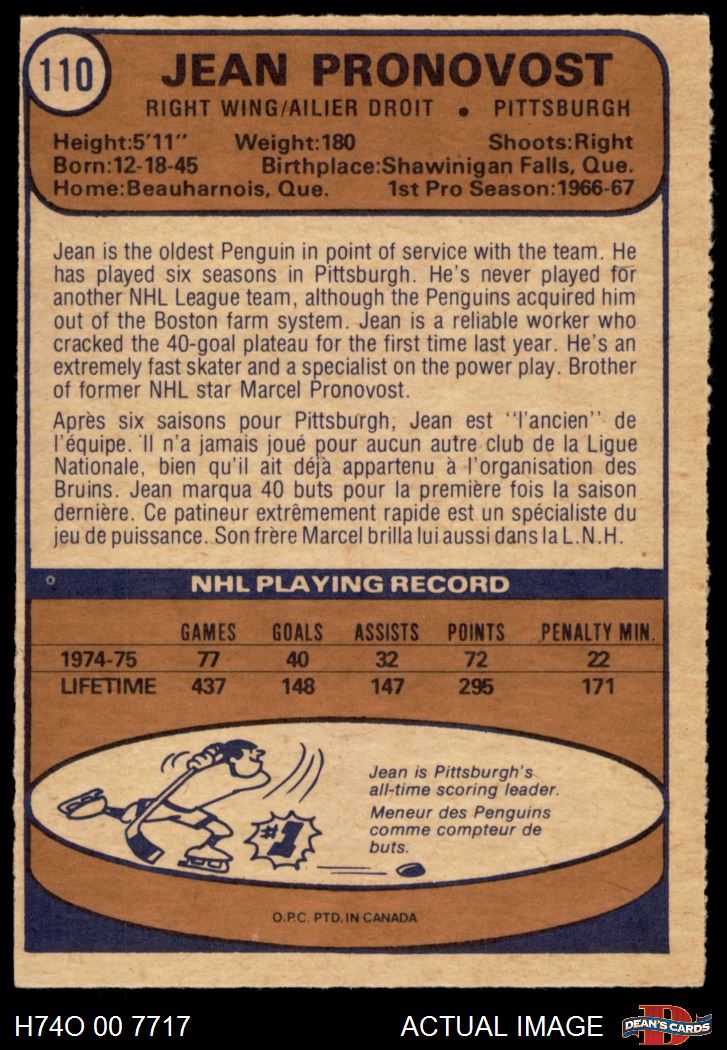 110
JEAN PRONOVOST
RIGHT WING/AILIER DROIT • PITTSBURGH
Height:5'11" Weight:180 Shoots:Right
Born:12-18-45 Birthplace:Shawinigan Falls, Que.
Home:Beauharnois, Que. 1st Pro Season:1966-67
Jean is the oldest Penguin in point of service with the team. He
has played six seasons in Pittsburgh. He's never played for
another NHL League team, although the Penguins acquired him
out of the Boston farm system. Jean is a reliable worker who
cracked the 40-goal plateau for the first time last year. He's an
extremely fast skater and a specialist on the power play. Brother
of former NHL star Marcel Pronovost.
Après six saisons pour Pittsburgh, Jean est "l'ancien" de
l'équipe. Il n'a jamais joué pour aucun autre club de la Ligue
Nationale, bien qu'il ait déjà appartenu à l'organisation des
Bruins. Jean marqua 40 buts pour la première fois la saison
dernière. Ce patineur extrêmement rapide est un spécialiste du
jeu de puissance. Son frère Marcel brilla lui aussi dans la L.N.H.
NHL PLAYING RECORD
GAMES GOALS ASSISTS POINTS PENALTY MIN.
1974-75 77 40 32 72 22
LIFETIME 437 148 147 295 171
Jean is Pittsburgh's
all-time scoring leader.
Meneur des Penguins
comme compteur de
buts.
#1
O.P.C. PTD. IN CANADA
H74O 00 7717 ACTUAL IMAGE
D
DEAN'S CARDS